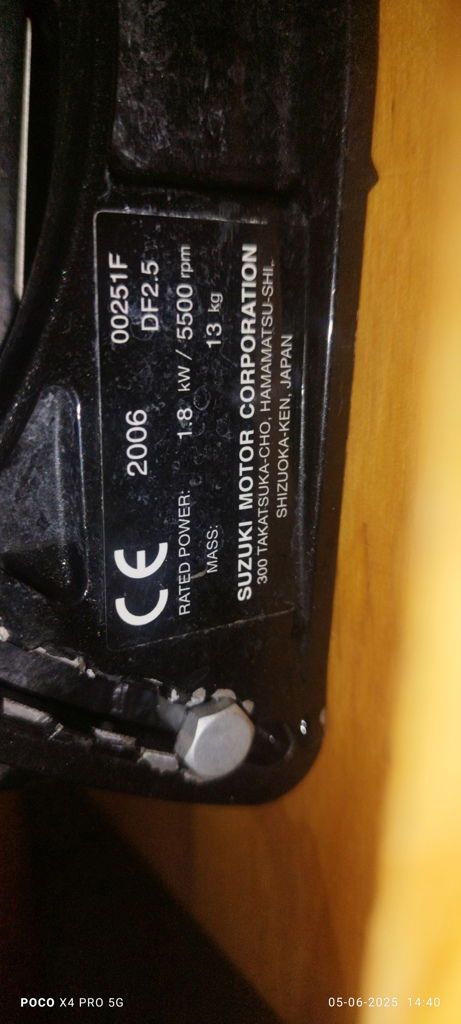 CE 2006 00251F
DF2.5
RATED POWER: 1.8 kW / 5500 rpm
MASS: 13 kg
SUZUKI MOTOR CORPORATION
300 TAKATSUKA-CHO, HAMAMATSU-SHI,
SHIZUOKA-KEN, JAPAN
POCO X4 PRO 5G
05-06-2025 14:40